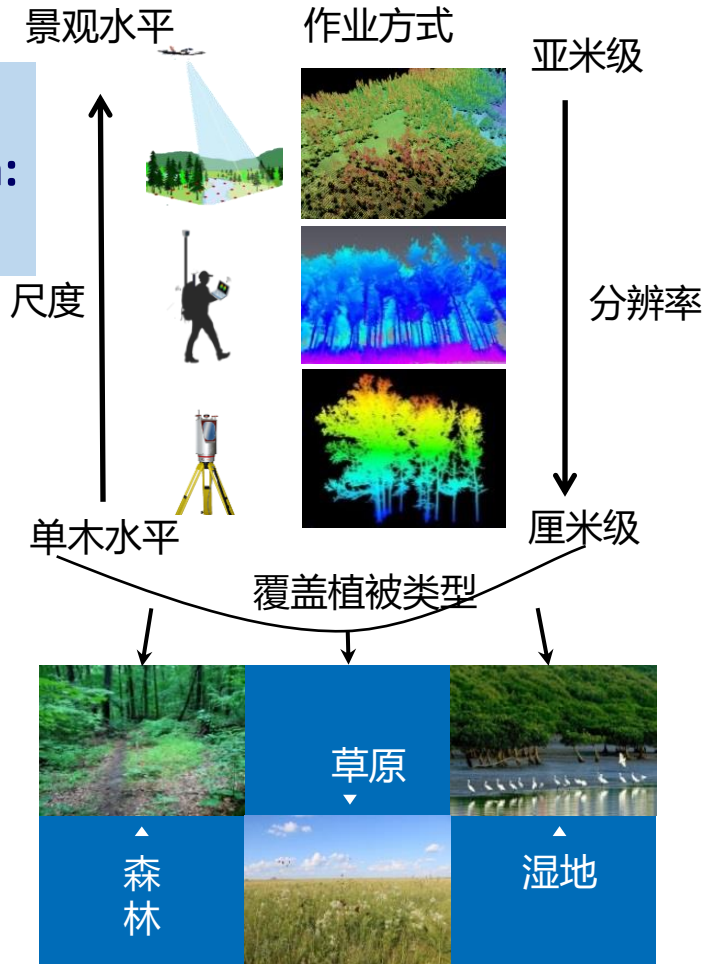 景观水平
作业方式
亚米级
:
尺度
分辨率
单木水平
厘米级
覆盖植被类型
草原
森
林
湿地